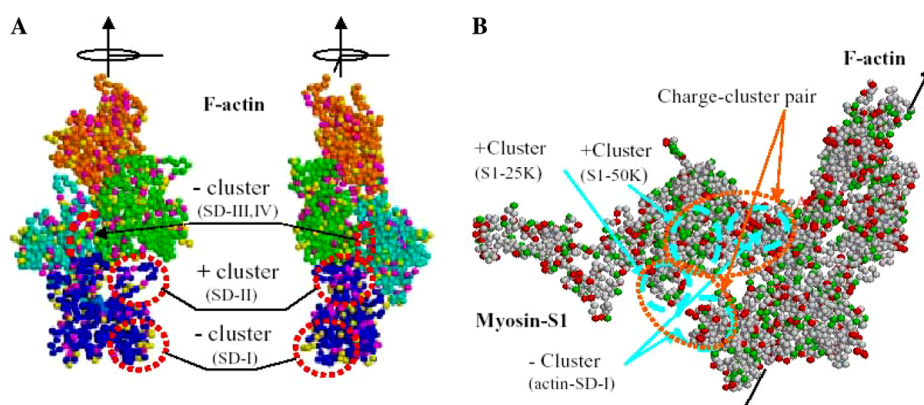 A
F-actin
- cluster
(SD-III,IV)
+ cluster
(SD-II)
- cluster
(SD-I)
B
F-actin
Charge-cluster pair
+Cluster
(S1-25K)
+Cluster
(S1-50K)
Myosin-S1
- Cluster
(actin-SD-I)